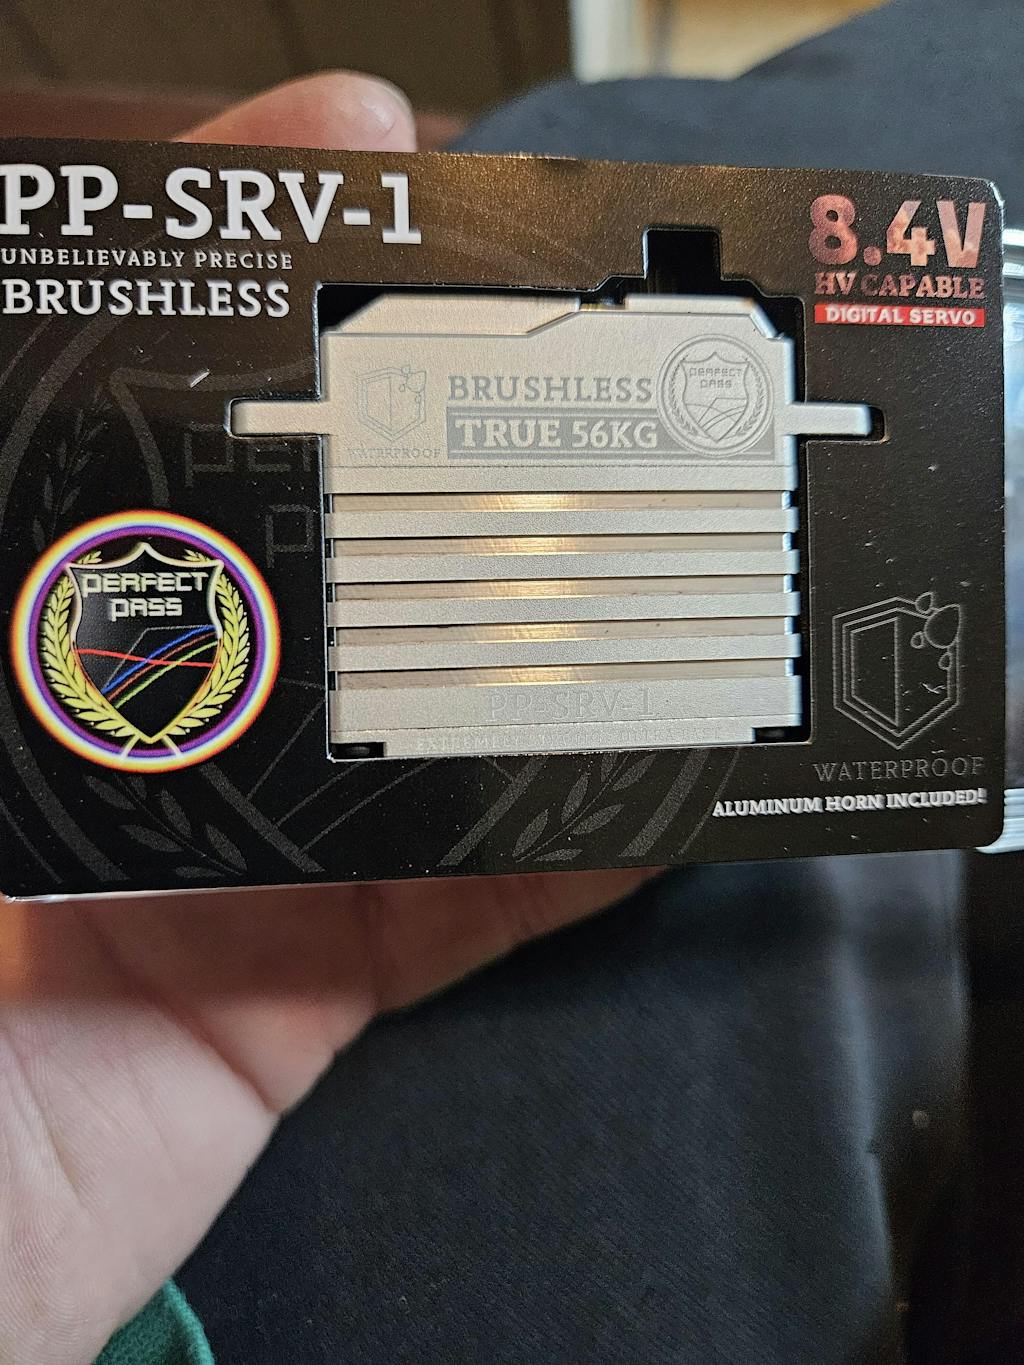 PP-SRV-1
UNBELIEVABLY PRECISE
BRUSHLESS
8.4V
HV CAPABLE
DIGITAL SERVO
WATERPROOF
BRUSHLESS
TRUE 56KG
PERFECT
PASS
PERFECT
PASS
PP-SRV-1
WATERPROOF
ALUMINUM HORN INCLUDED!